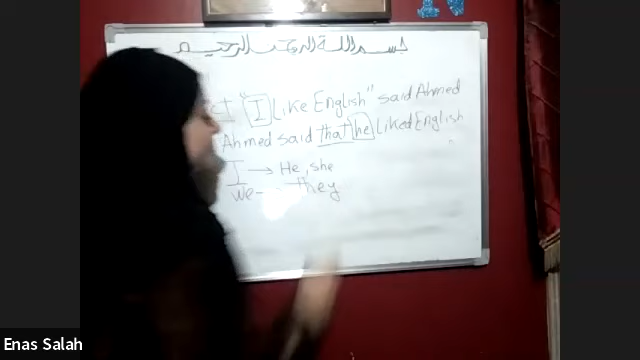 بسم الله الرحمن الرحيم
"I Like English" said Ahmed
Ahmed said that he Liked English
I → He, she
we - they
Enas Salah